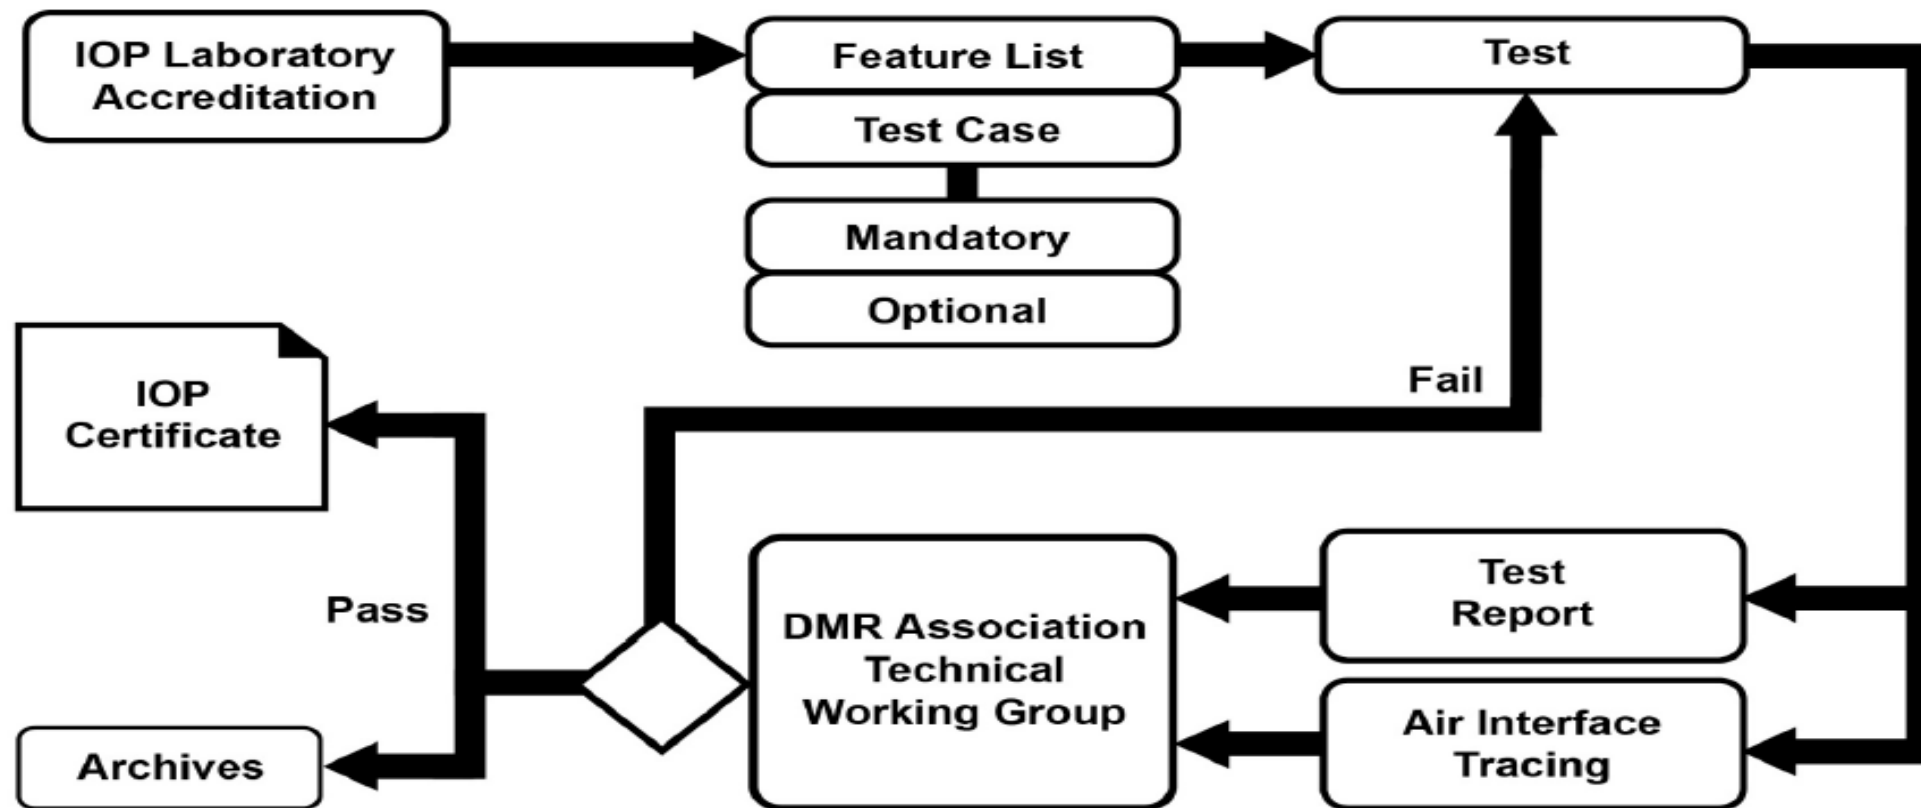 IOP Laboratory
Accreditation
Feature List
Test
Test Case
Mandatory
Optional
Fail
IOP
Certificate
Pass
DMR Association
Technical
Working Group
Test
Report
Air Interface
Tracing
Archives